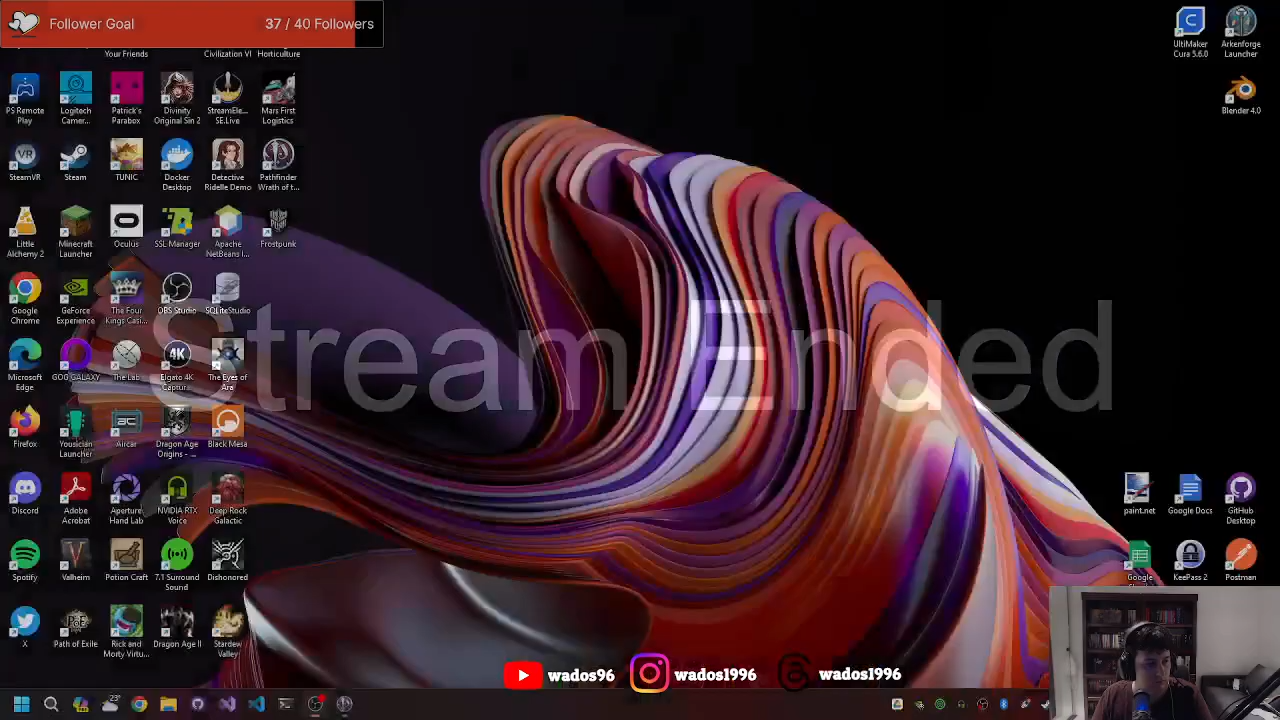 Follower Goal
37 / 40 Followers
Your Friends
Civilization VI
Horticulture
UltiMaker Cura 5.6.0
Arkenforge Launcher
PS Remote Play
Logitech Camer...
Patrick's Parabox
Divinity Original Sin 2
StreamEle... SE.Live
Mars First Logistics
Blender 4.0
SteamVR
Steam
TUNIC
Docker Desktop
Detective Ridelle Demo
Pathfinder Wrath of t...
Little Alchemy 2
Minecraft Launcher
Oculus
SSL Manager
Apache NetBeans I...
Frostpunk
Google Chrome
GeForce Experience
The Four Kings Casi...
OBS Studio
SQLiteStudio
Stream Ended
Microsoft Edge
GOG GALAXY
The Lab
Elgato 4K Captur...
The Eyes of Ara
Firefox
Yousician Launcher
Aircar
Dragon Age Origins - ...
Black Mesa
Discord
Adobe Acrobat
Aperture Hand Lab
NVIDIA RTX Voice
Deep Rock Galactic
paint.net
Google Docs
GitHub Desktop
Spotify
Valheim
Potion Craft
7.1 Surround Sound
Dishonored
Google
KeePass 2
Postman
X
Path of Exile
Rick and Morty Virtu...
Dragon Age II
Stardew Valley
wados96
wados1996
wados1996
23°